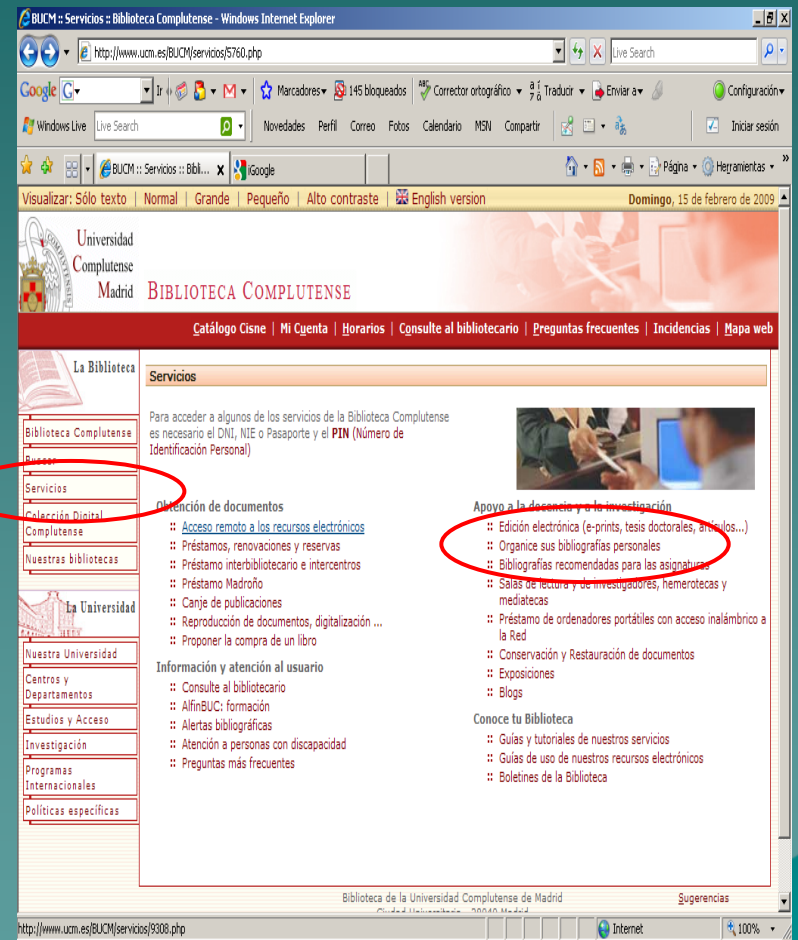 BUCM :: Servicios :: Biblioteca Complutense - Windows Internet Explorer
http://www.ucm.es/BUCM/servicios/5760.php
Live Search
Google G Ir Marcadores 145 bloqueados Corrector ortográfico Traducir Enviar a Configuración
Windows Live Live Search Novedades Perfil Correo Fotos Calendario MSN Compartir Iniciar sesión
BUCM :: Servicios :: Bibli... X iGoogle Página Herramientas »
Visualizar: Sólo texto | Normal | Grande | Pequeño | Alto contraste | English version Domingo, 15 de febrero de 2009
Universidad
Complutense
Madrid
BIBLIOTECA COMPLUTENSE
Catálogo Cisne | Mi Cuenta | Horarios | Consulte al bibliotecario | Preguntas frecuentes | Incidencias | Mapa web
La Biblioteca
Biblioteca Complutense
Buscar
Servicios
Colección Digital
Complutense
Nuestras bibliotecas
La Universidad
Nuestra Universidad
Centros y
Departamentos
Estudios y Acceso
Investigación
Programas
Internacionales
Políticas específicas
Servicios
Para acceder a algunos de los servicios de la Biblioteca Complutense
es necesario el DNI, NIE o Pasaporte y el PIN (Número de
Identificación Personal)
Obtención de documentos
:: Acceso remoto a los recursos electrónicos
:: Préstamos, renovaciones y reservas
:: Préstamo interbibliotecario e intercentros
:: Préstamo Madroño
:: Canje de publicaciones
:: Reproducción de documentos, digitalización ...
:: Proponer la compra de un libro
Información y atención al usuario
:: Consulte al bibliotecario
:: AlfinBUC: formación
:: Alertas bibliográficas
:: Atención a personas con discapacidad
:: Preguntas más frecuentes
Apoyo a la docencia y a la investigación
:: Edición electrónica (e-prints, tesis doctorales, artículos...)
:: Organice sus bibliografías personales
:: Bibliografías recomendadas para las asignaturas
:: Salas de lectura y de investigadores, hemerotecas y
mediatecas
:: Préstamo de ordenadores portátiles con acceso inalámbrico a
la Red
:: Conservación y Restauración de documentos
:: Exposiciones
:: Blogs
Conoce tu Biblioteca
:: Guías y tutoriales de nuestros servicios
:: Guías de uso de nuestros recursos electrónicos
:: Boletines de la Biblioteca
Biblioteca de la Universidad Complutense de Madrid Sugerencias
Ciudad Universitaria - 28040 Madrid
http://www.ucm.es/BUCM/servicios/9308.php Internet 100%